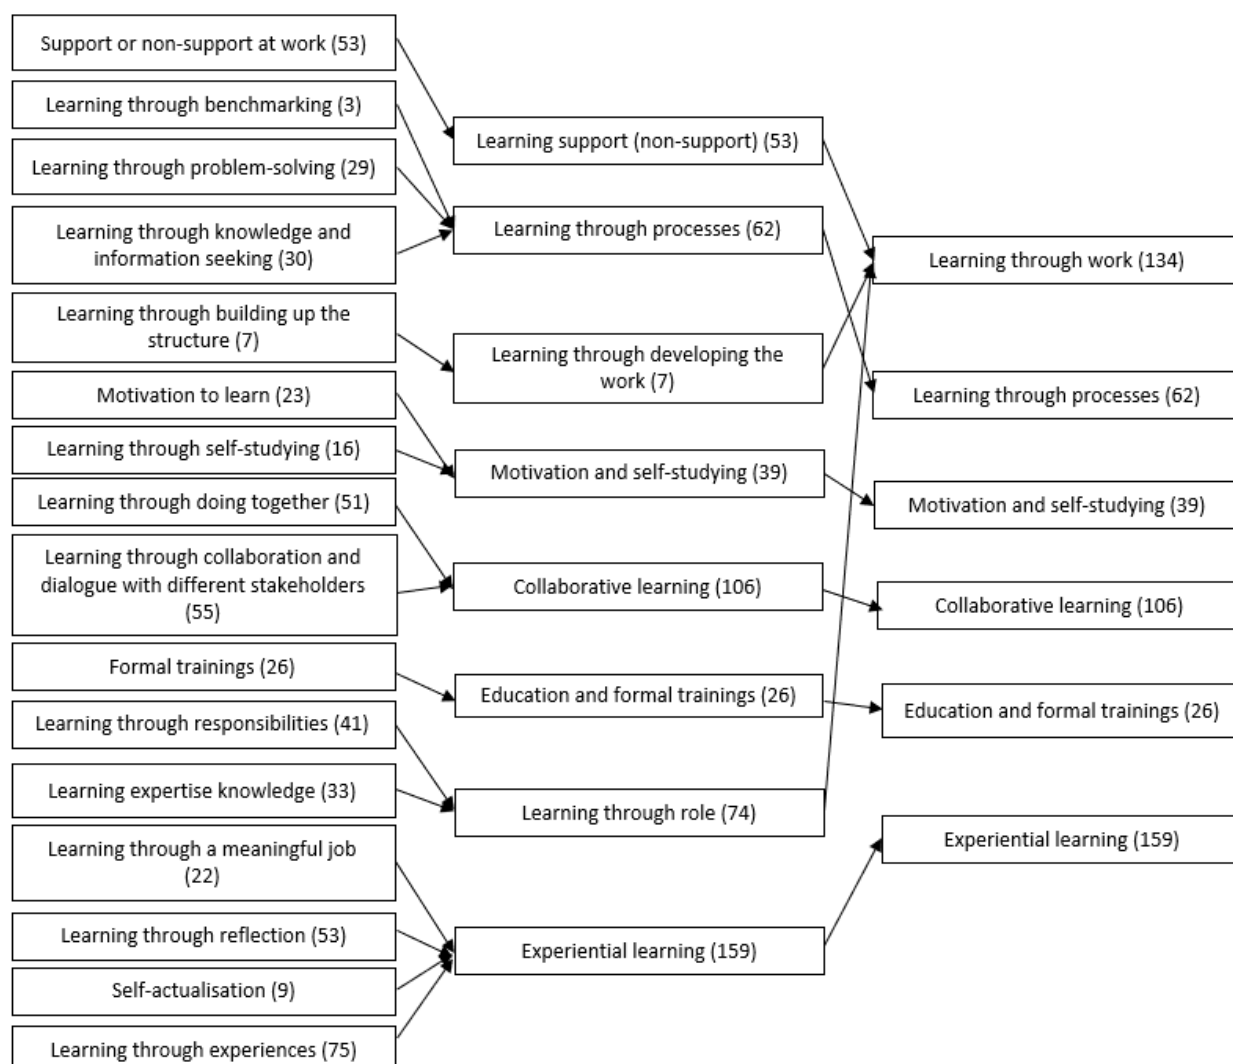 Support or non-support at work (53)
Learning through benchmarking (3)
Learning through problem-solving (29)
Learning through knowledge and
information seeking (30)
Learning through building up the
structure (7)
Motivation to learn (23)
Learning through self-studying (16)
Learning through doing together (51)
Learning through collaboration and
dialogue with different stakeholders
(55)
Formal trainings (26)
Learning through responsibilities (41)
Learning expertise knowledge (33)
Learning through a meaningful job
(22)
Learning through reflection (53)
Self-actualisation (9)
Learning through experiences (75)
Learning support (non-support) (53)
Learning through processes (62)
Learning through developing the
work (7)
Motivation and self-studying (39)
Collaborative learning (106)
Education and formal trainings (26)
Learning through role (74)
Experiential learning (159)
Learning through work (134)
Learning through processes (62)
Motivation and self-studying (39)
Collaborative learning (106)
Education and formal trainings (26)
Experiential learning (159)